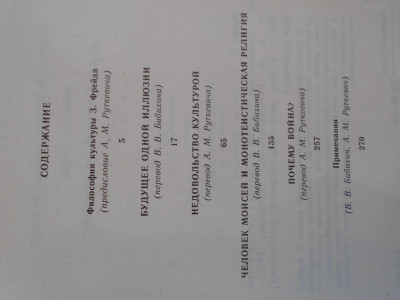 СОДЕРЖАНИЕ
Философия культуры З. Фрейда
(предисловие А. М. Руткевича)
5
БУДУЩЕЕ ОДНОЙ ИЛЛЮЗИИ
(перевод В. В. Бибихина)
17
НЕДОВОЛЬСТВО КУЛЬТУРОЙ
(перевод А. М. Руткевича)
65
ЧЕЛОВЕК МОИСЕЙ И МОНОТЕИСТИЧЕСКАЯ РЕЛИГИЯ
(перевод В. В. Бибихина)
135
ПОЧЕМУ ВОЙНА?
(перевод А. М. Руткевича)
257
Примечания
(В. В. Бибихин, А. М. Руткевич)
270